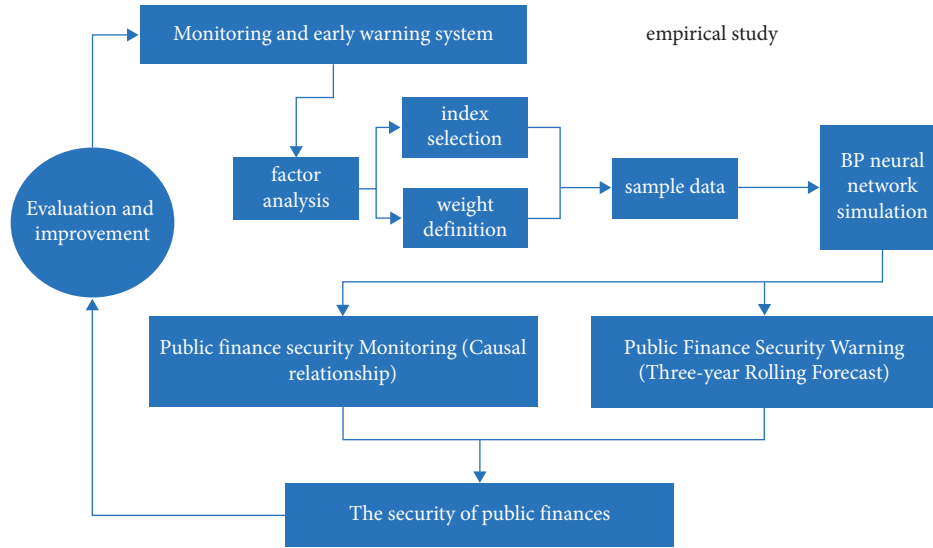 Monitoring and early warning system
empirical study
index
selection
factor
analysis
weight
definition
sample data
BP neural
network
simulation
Evaluation and
improvement
Public finance security Monitoring (Causal
relationship)
Public Finance Security Warning
(Three-year Rolling Forecast)
The security of public finances